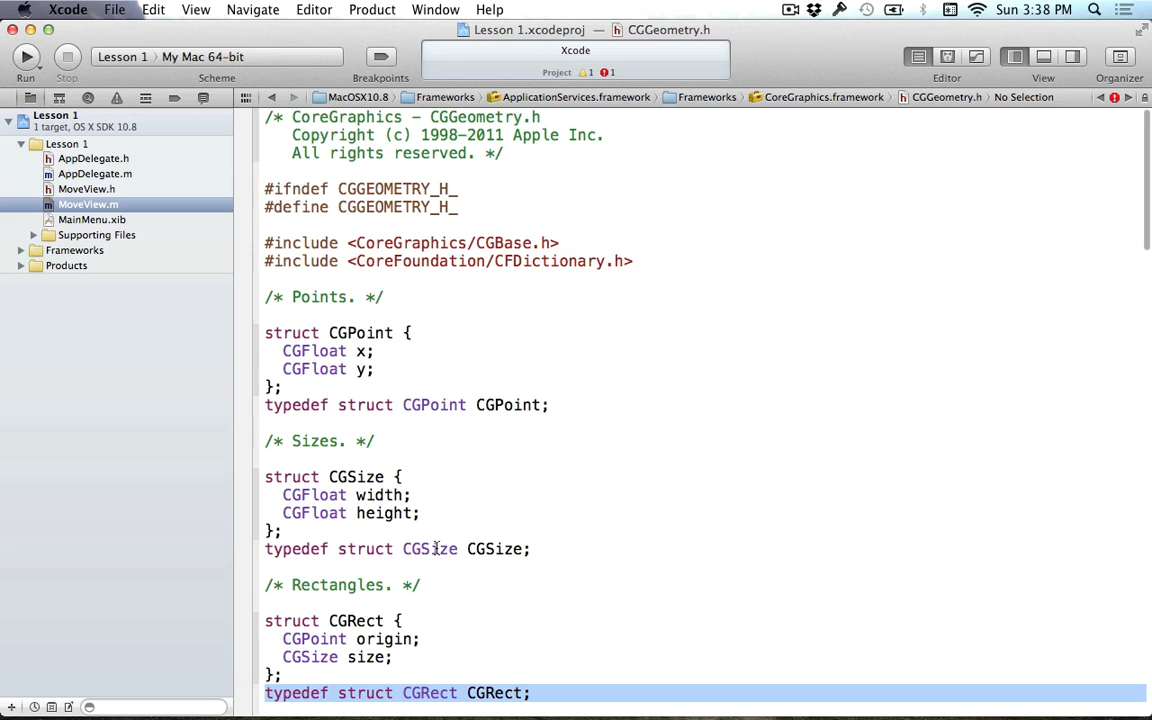 Xcode File Edit View Navigate Editor Product Window Help Sun 3:38 PM
Lesson 1.xcodeproj — CGGeometry.h
Lesson 1 My Mac 64-bit
Xcode
Project 1 1
Run Stop Scheme Breakpoints Editor View Organizer
MacOSX10.8 Frameworks ApplicationServices.framework Frameworks CoreGraphics.framework CGGeometry.h No Selection
Lesson 1
1 target, OS X SDK 10.8
Lesson 1
AppDelegate.h
AppDelegate.m
MoveView.h
MoveView.m
MainMenu.xib
Supporting Files
Frameworks
Products
/* CoreGraphics - CGGeometry.h
Copyright (c) 1998-2011 Apple Inc.
All rights reserved. */
#ifndef CGGEOMETRY_H_
#define CGGEOMETRY_H_
#include <CoreGraphics/CGBase.h>
#include <CoreFoundation/CFDictionary.h>
/* Points. */
struct CGPoint {
CGFloat x;
CGFloat y;
};
typedef struct CGPoint CGPoint;
/* Sizes. */
struct CGSize {
CGFloat width;
CGFloat height;
};
typedef struct CGSize CGSize;
/* Rectangles. */
struct CGRect {
CGPoint origin;
CGSize size;
};
typedef struct CGRect CGRect;